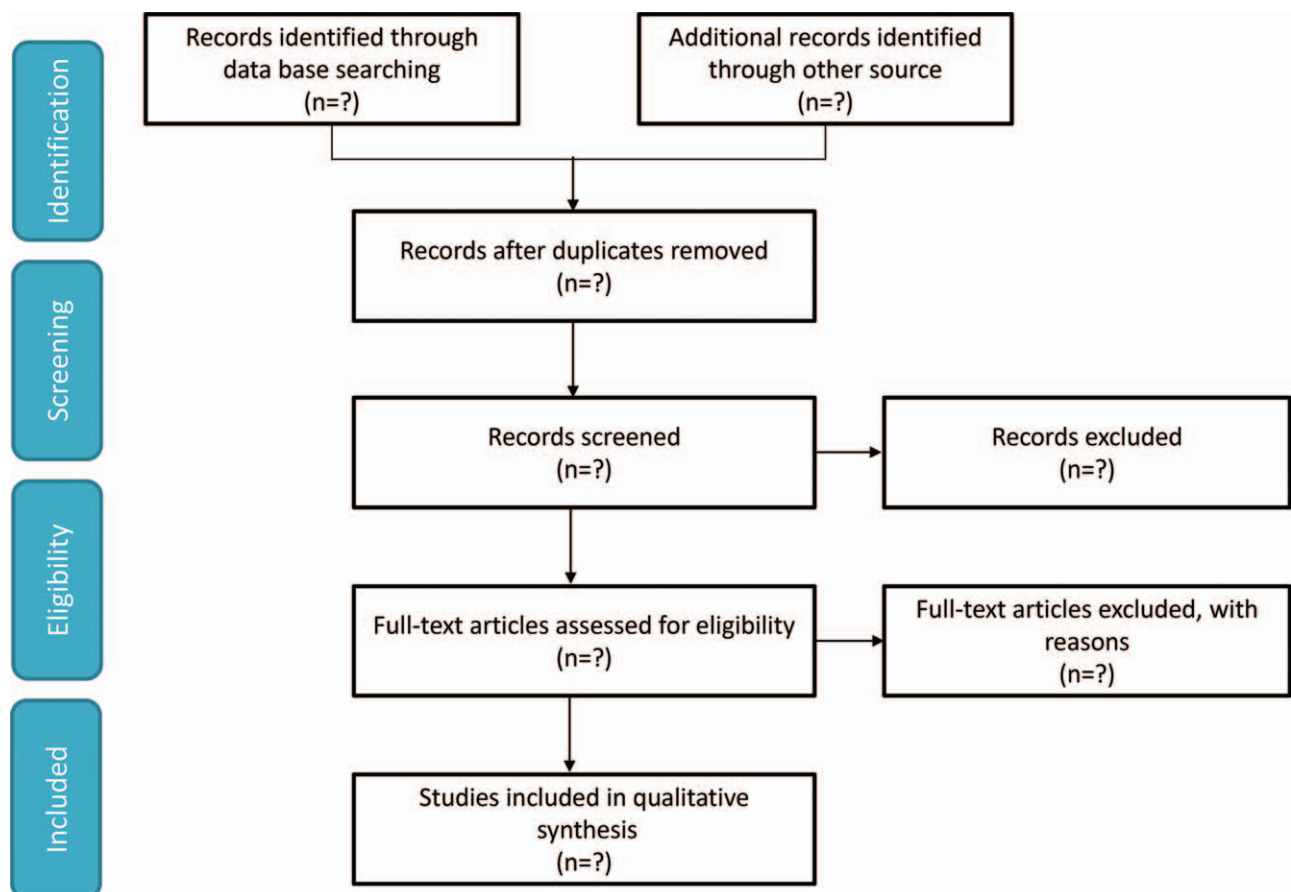 Identification
Records identified through
data base searching
(n=?)
Additional records identified
through other source
(n=?)
Records after duplicates removed
(n=?)
Screening
Records screened
(n=?)
Records excluded
(n=?)
Eligibility
Full-text articles assessed for eligibility
(n=?)
Full-text articles excluded, with
reasons
(n=?)
Included
Studies included in qualitative
synthesis
(n=?)